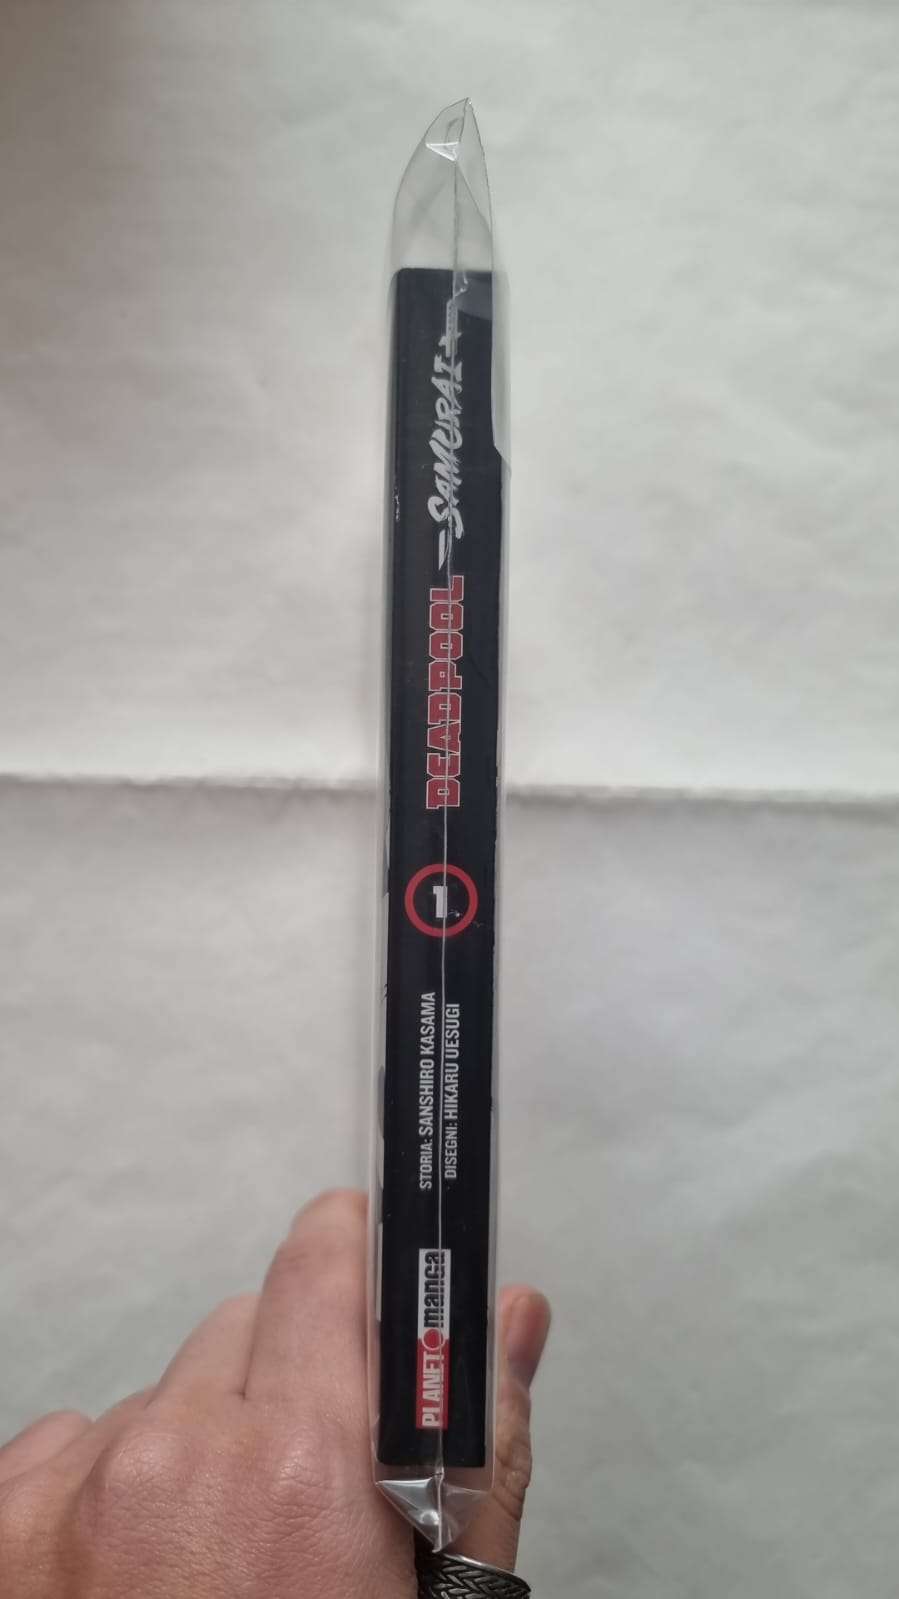 PLANET manga
STORIA: SANSHIRO KASAMA
DISEGNI: HIKARU UESUGI
1
DEADPOOL
SAMURAI